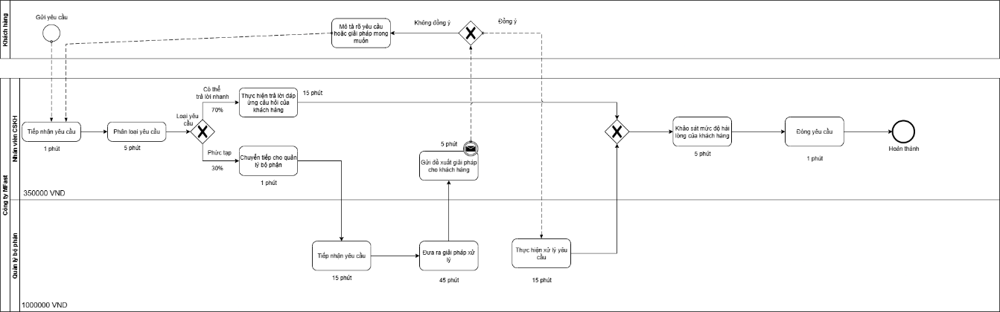 Khách hàng
Gửi yêu cầu
Mô tả rõ yêu cầu
hoặc giải pháp mong
muốn
Không đồng ý
Đồng ý
Công ty MFast
Nhân viên CSKH
Tiếp nhận yêu cầu
1 phút
Phân loại yêu cầu
5 phút
Loại yêu
cầu
Có thể
trả lời nhanh
70%
Thực hiện trả lời đáp
ứng câu hỏi của
khách hàng
15 phút
Phức tạp
30%
Chuyển tiếp cho quản
lý bộ phận
1 phút
5 phút
Gửi đề xuất giải pháp
cho khách hàng
Khảo sát mức độ hài
lòng của khách hàng
5 phút
Đóng yêu cầu
1 phút
Hoàn thành
350000 VND
Quản lý bộ phận
Tiếp nhận yêu cầu
15 phút
Đưa ra giải pháp xử
lý
45 phút
Thực hiện xử lý yêu
cầu
15 phút
1000000 VND